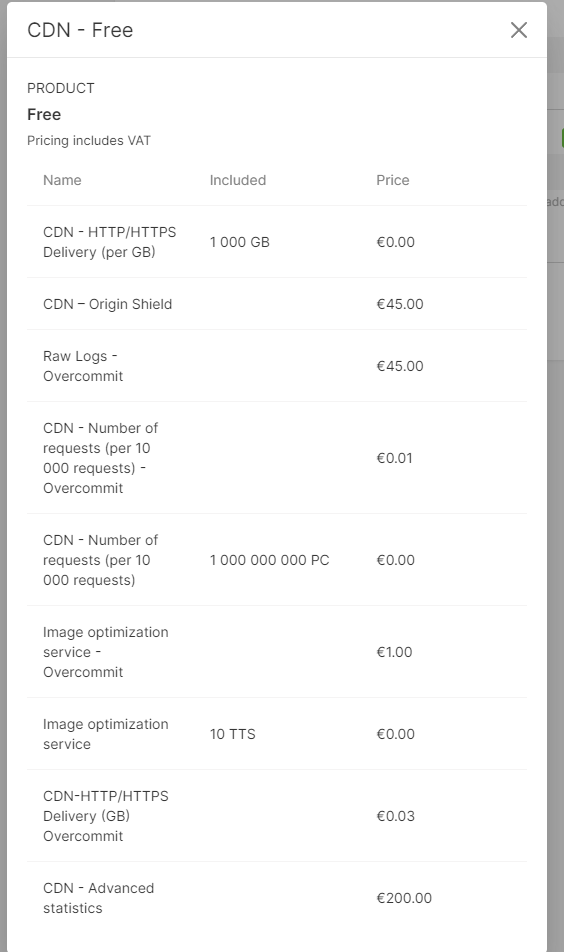 CDN - Free
PRODUCT
Free
Pricing includes VAT
Name Included Price
CDN - HTTP/HTTPS
Delivery (per GB) 1 000 GB €0.00
CDN – Origin Shield €45.00
Raw Logs -
Overcommit €45.00
CDN - Number of
requests (per 10
000 requests) -
Overcommit €0.01
CDN - Number of
requests (per 10
000 requests) 1 000 000 000 PC €0.00
Image optimization
service -
Overcommit €1.00
Image optimization
service 10 TTS €0.00
CDN-HTTP/HTTPS
Delivery (GB)
Overcommit €0.03
CDN - Advanced
statistics €200.00